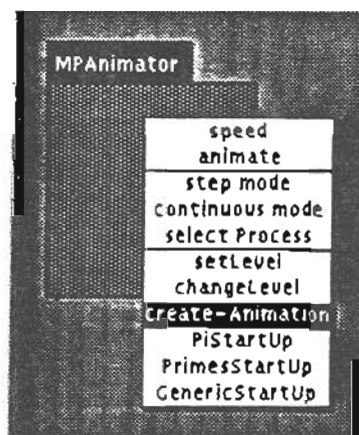 MPAnimator
speed
animate
step mode
continuous mode
select Process
setLevel
changeLevel
create-Animation
PiStartUp
PrimesStartUp
GenericStartUp